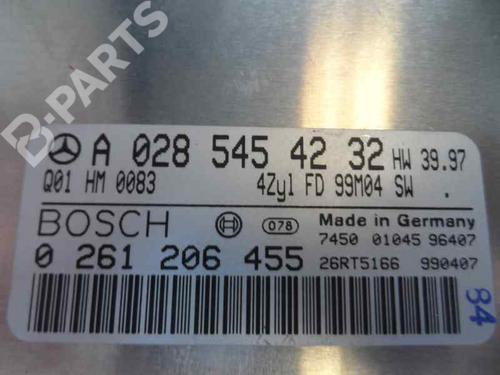 B-PARTS
A 028 545 42 32 HW 39.97
Q01 HM 0083 4Zyl FD 99M04 SW .
BOSCH 078 Made in Germany
7450 01045 96407
0 261 206 455 26RT5166 990407
84